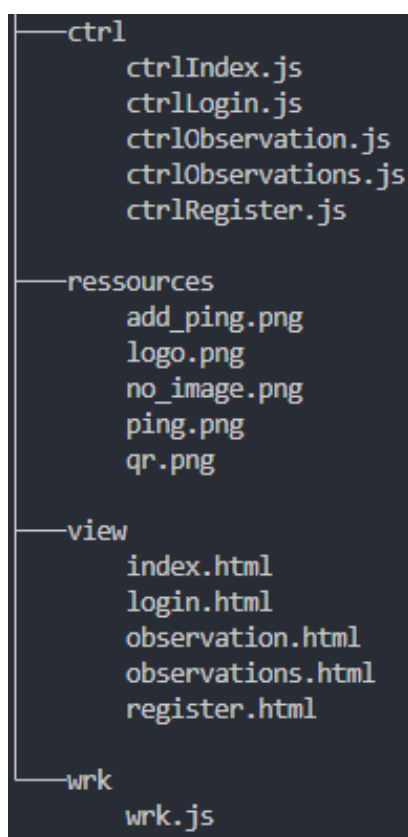 ctrl
ctrlIndex.js
ctrlLogin.js
ctrlObservation.js
ctrlObservations.js
ctrlRegister.js
ressources
add_ping.png
logo.png
no_image.png
ping.png
qr.png
view
index.html
login.html
observation.html
observations.html
register.html
wrk
wrk.js